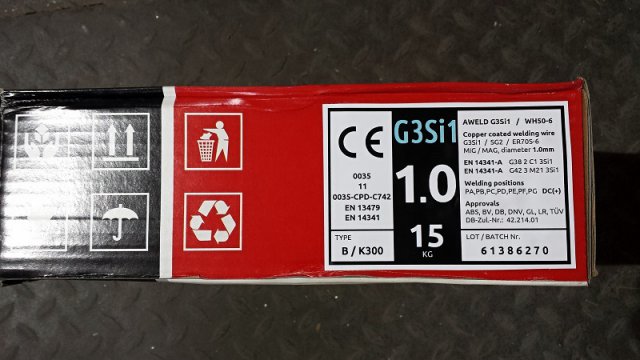 CE
0035
11
0035-CPD-C742
EN 13479
EN 14341
TYPE
B / K300
G3Si1
1.0
15
KG
AWELD G3Si1 / WH50-6
Copper coated welding wire
G3Si1 / SG2 / ER70S-6
MIG / MAG, diameter 1.0mm
EN 14341-A G38 2 C1 3Si1
EN 14341-A G42 3 M21 3Si1
Welding positions
PA,PB,PC,PD,PE,PF,PG DC(+)
Approvals
ABS, BV, DB, DNV, GL, LR, TÜV
DB-Zul.-Nr.: 42.214.01
LOT / BATCH Nr.
61386270